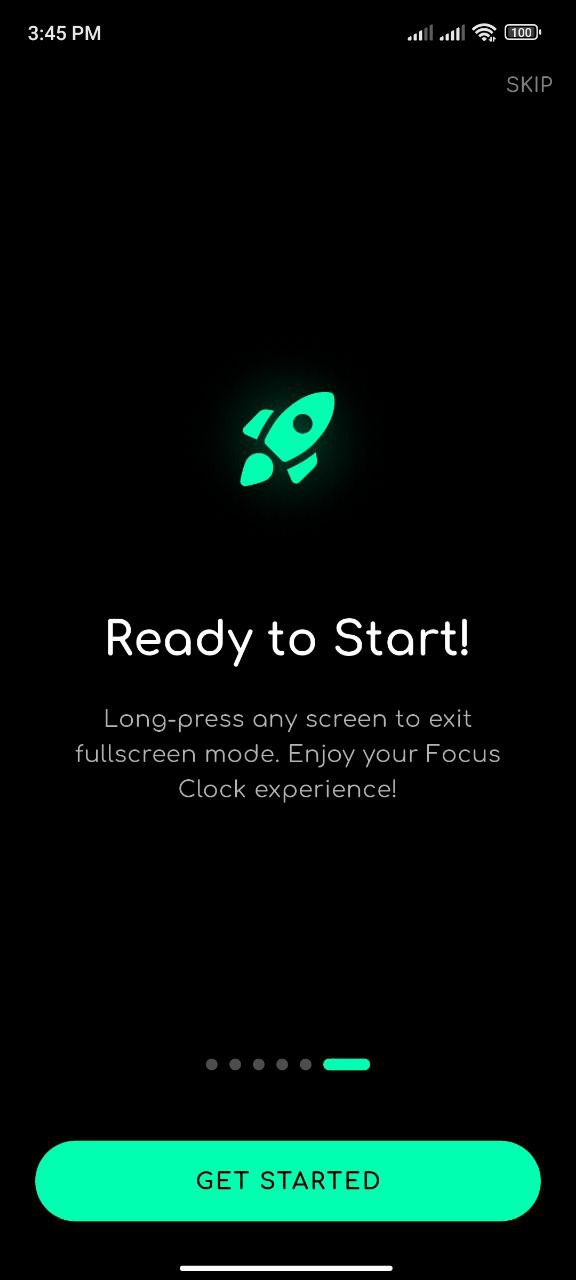 3:45 PM
100
SKIP
Ready to Start!
Long-press any screen to exit
fullscreen mode. Enjoy your Focus
Clock experience!
GET STARTED